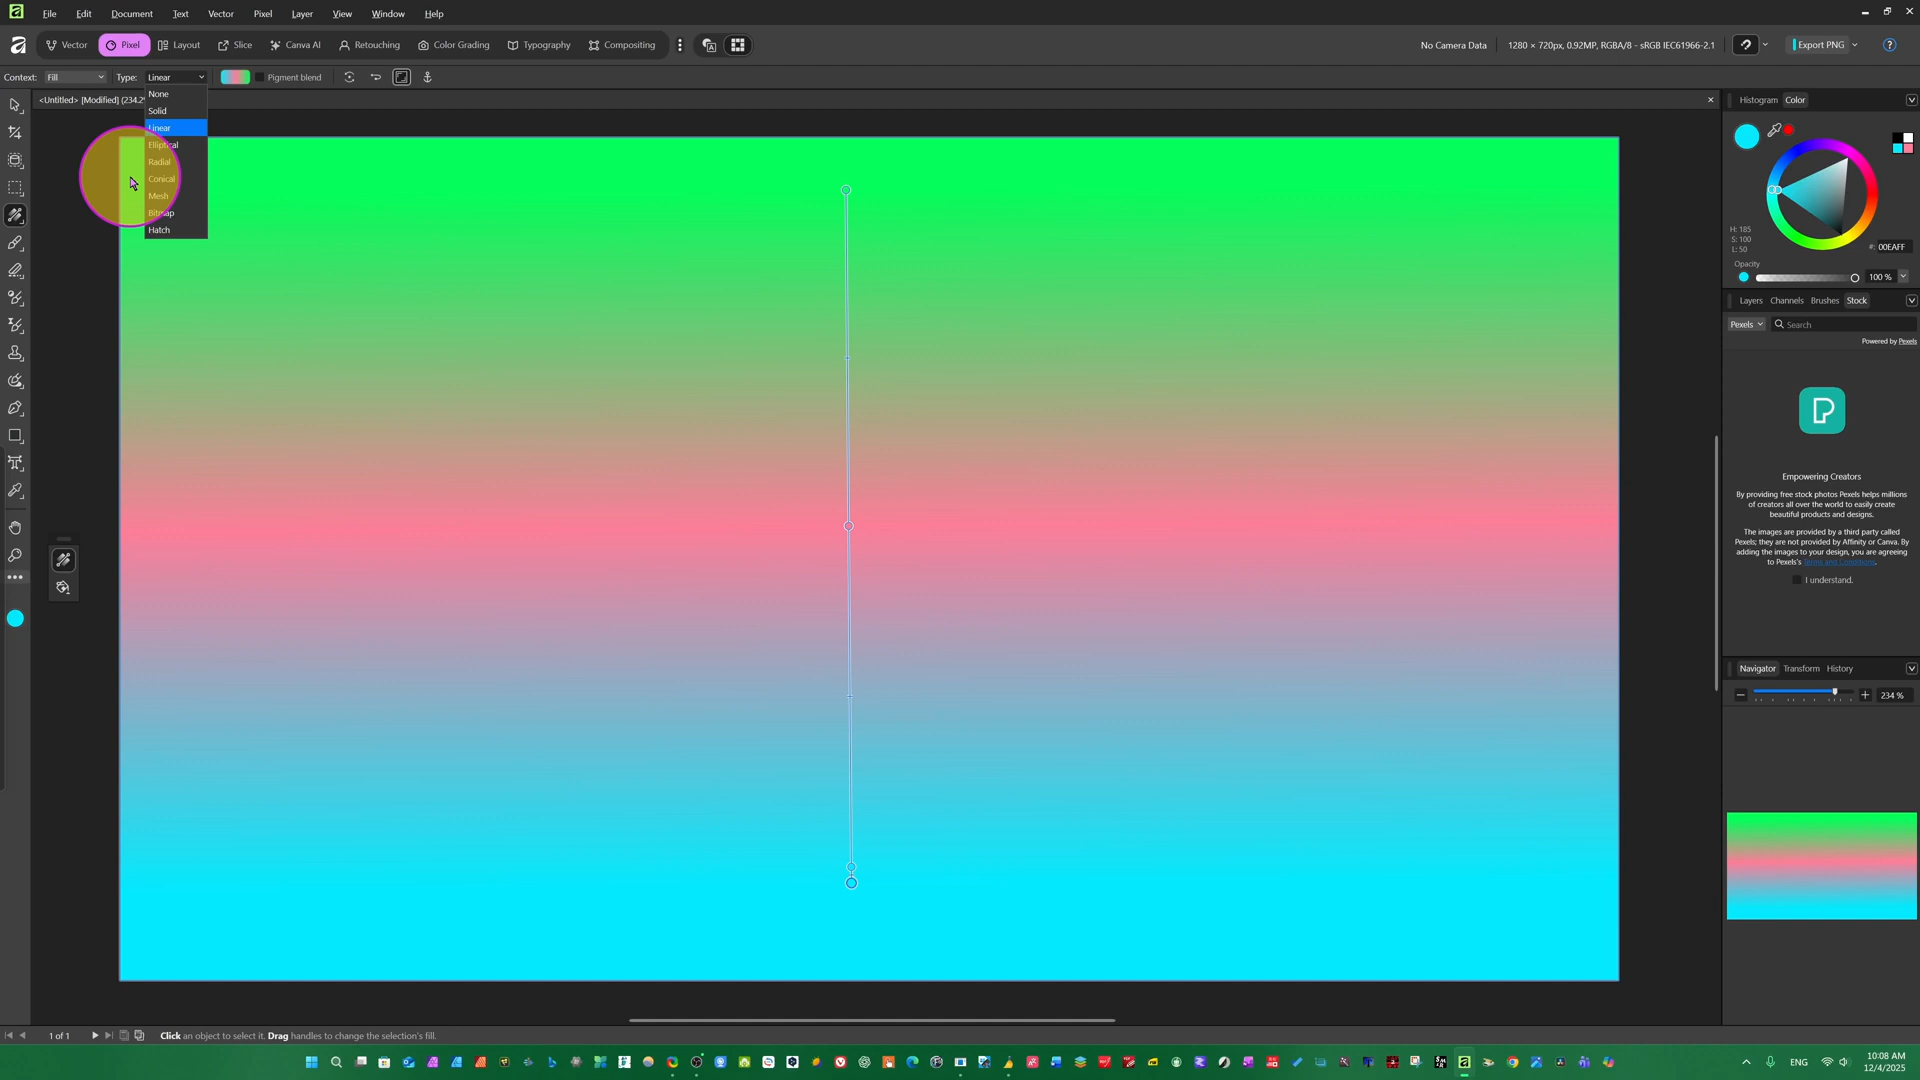 File Edit Document Text Vector Pixel Layer View Window Help
Vector Pixel Layout Slice Canva AI Retouching Color Grading Typography Compositing
No Camera Data 1280 × 720px, 0.92MP, RGBA/8 - sRGB IEC61966-2.1 Export PNG
Context: Fill Type: Linear Pigment blend
<Untitled> [Modified] (234.2
None
Solid
Linear
Elliptical
Radial
Conical
Mesh
Bitmap
Hatch
Histogram Color
H: 185
S: 100
L: 50
#: 00EAFF
Opacity
100 %
Layers Channels Brushes Stock
Pexels Search
Powered by Pexels
Empowering Creators
By providing free stock photos Pexels helps millions
of creators all over the world to easily create
beautiful products and designs.
The images are provided by a third party called
Pexels; they are not provided by Affinity or Canva. By
adding the images to your design, you are agreeing
to Pexels's Terms and Conditions.
I understand.
Navigator Transform History
234 %
1 of 1 Click an object to select it. Drag handles to change the selection's fill.
ENG
10:08 AM
12/4/2025